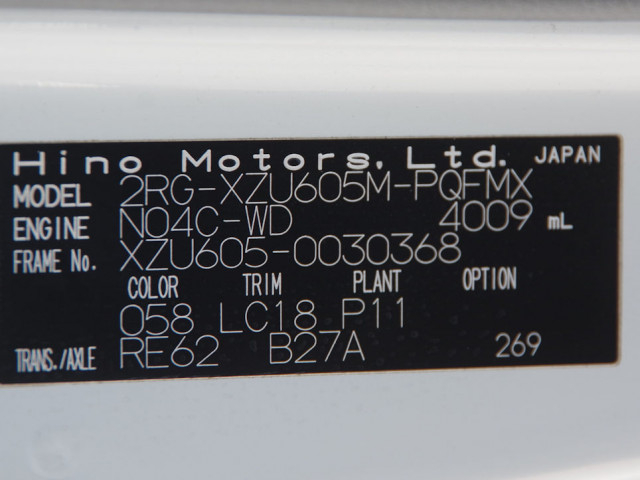 Hino Motors, Ltd. JAPAN
MODEL 2RG-XZU605M-PQFMX
ENGINE N04C-WD 4009 mL
FRAME No. XZU605-0030368
COLOR TRIM PLANT OPTION
058 LC18 P11
TRANS./AXLE RE62 B27A 269